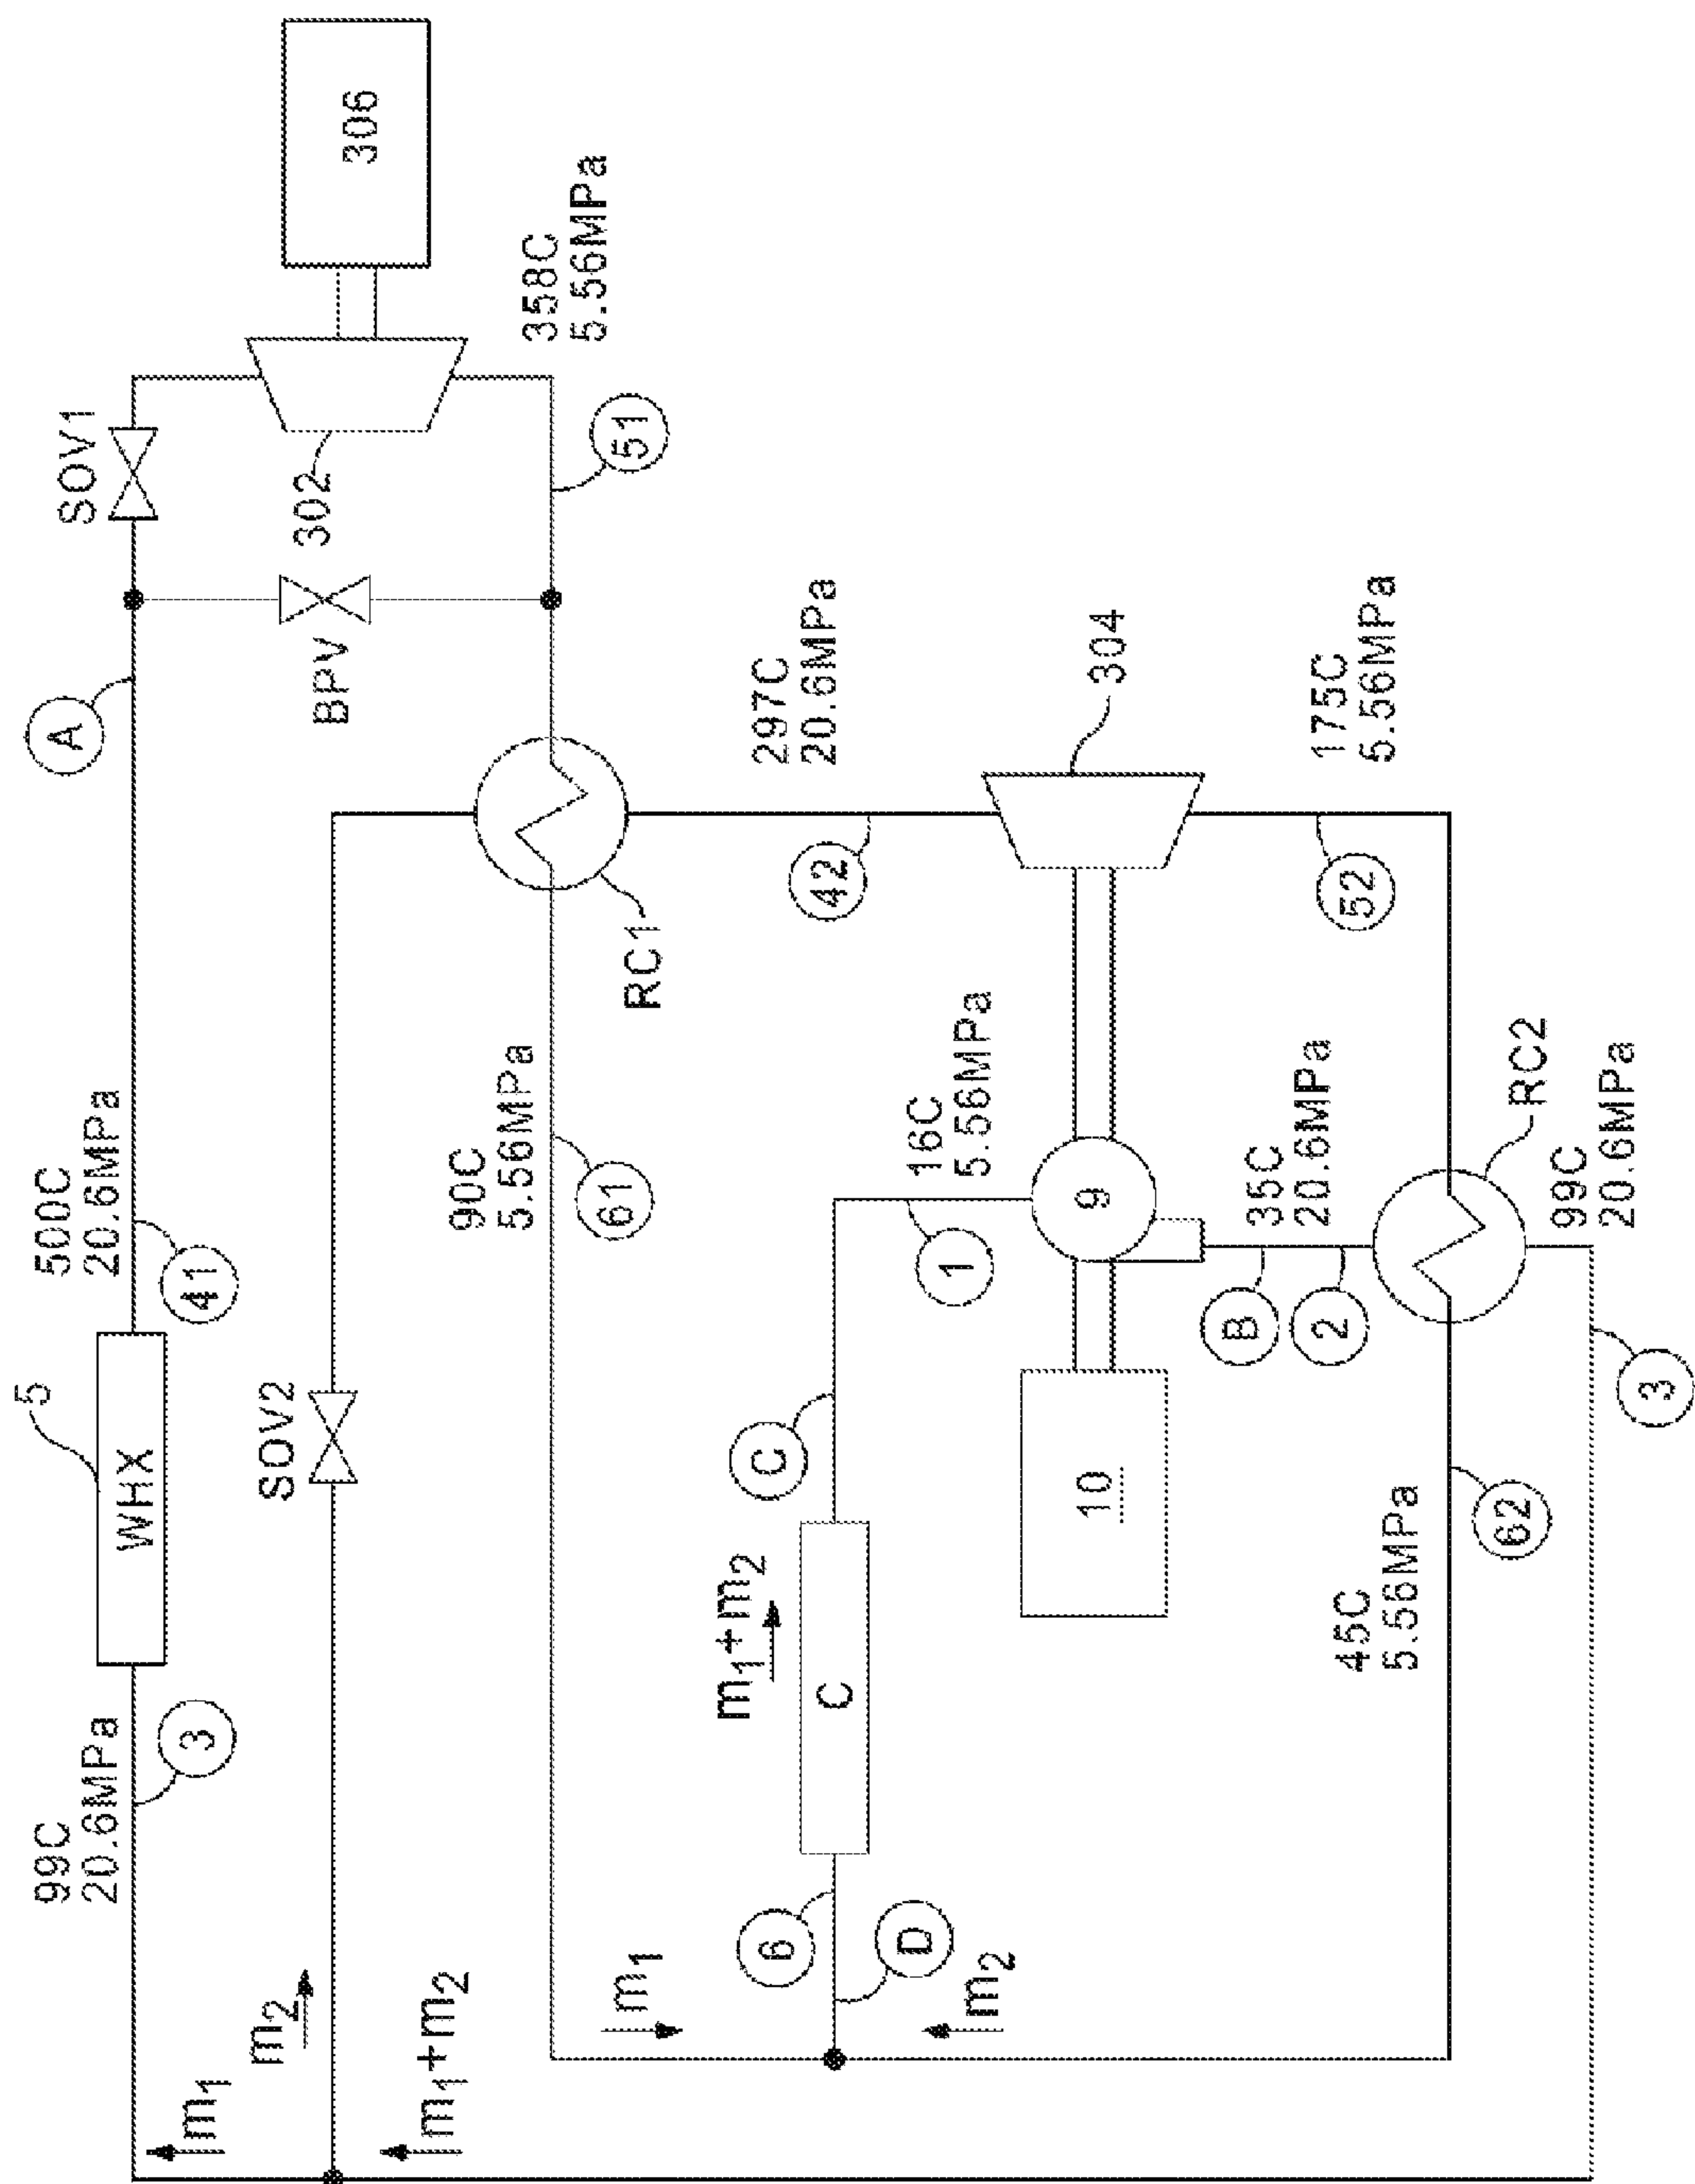 99C
20.6MPa
3
5
WHX
500C
20.6MPa
41
A
SOV1
302
306
BPV
358C
5.56MPa
51
m1
m2
m1+m2
SOV2
RC1
90C
5.56MPa
61
297C
20.6MPa
42
304
175C
5.56MPa
52
m1
6
D
m2
C
m1+m2
C
1
16C
5.56MPa
9
10
B
2
35C
20.6MPa
RC2
99C
20.6MPa
3
45C
5.56MPa
62